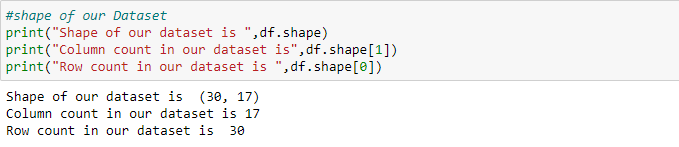 #shape of our Dataset
print("Shape of our dataset is ",df.shape)
print("Column count in our dataset is",df.shape[1])
print("Row count in our dataset is ",df.shape[0])
Shape of our dataset is  (30, 17)
Column count in our dataset is 17
Row count in our dataset is  30